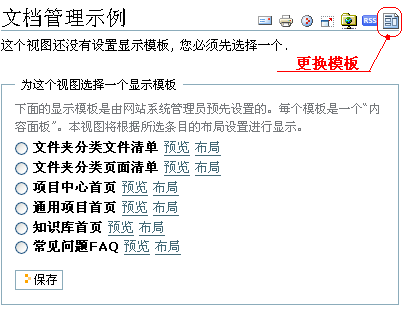 文档管理示例
RSS
这个视图还没有设置显示模板, 您必须先选择一个.
更换模板
为这个视图选择一个显示模板
下面的显示模板是由网站系统管理员预先设置的。每个模板是一个“内
容面板”。本视图将根据所选条目的布局设置进行显示。
文件夹分类文件清单 预览 布局
文件夹分类页面清单 预览 布局
项目中心首页 预览 布局
通用项目首页 预览 布局
知识库首页 预览 布局
常见问题FAQ 预览 布局
保存